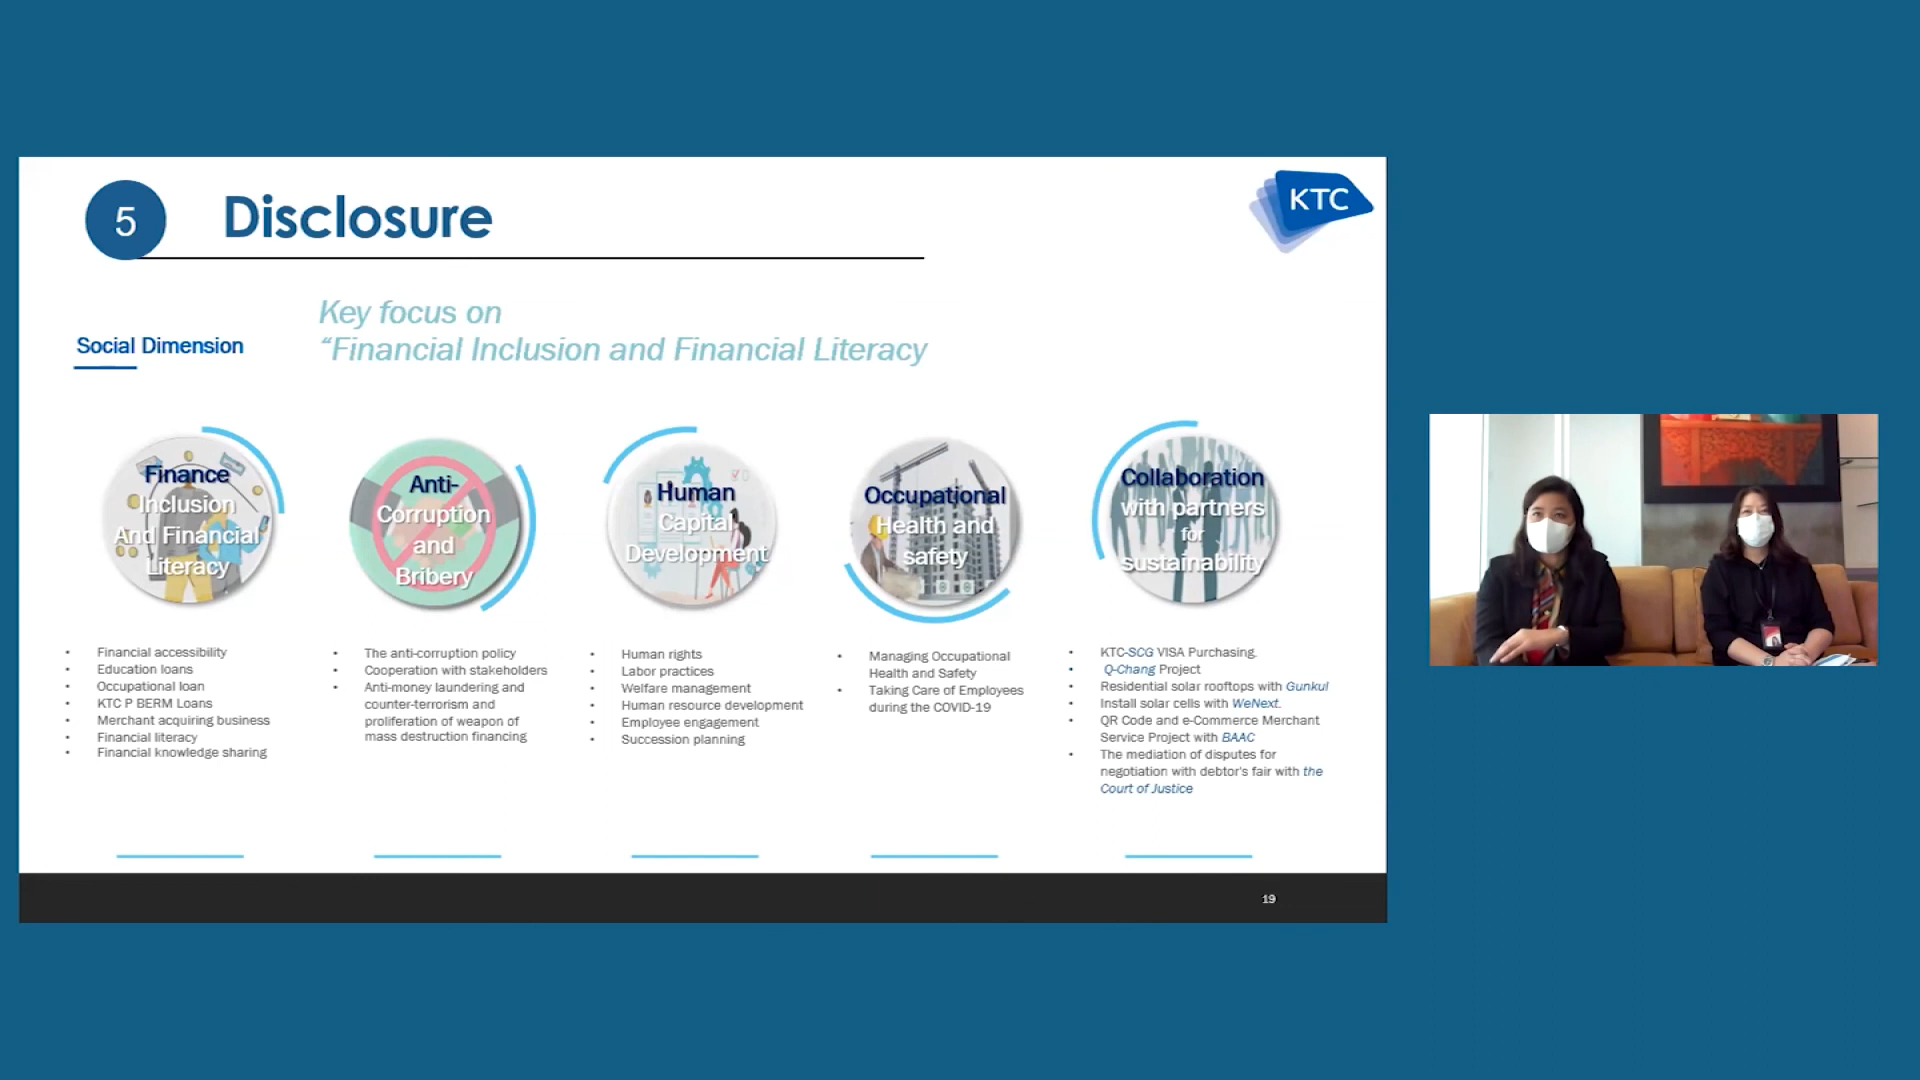 5
Disclosure
KTC
Key focus on
“Financial Inclusion and Financial Literacy
Social Dimension
Finance
Inclusion
And Financial
Literacy
Financial accessibility
Education loans
Occupational loan
KTC P BERM Loans
Merchant acquiring business
Financial literacy
Financial knowledge sharing
Anti-
Corruption
and
Bribery
The anti-corruption policy
Cooperation with stakeholders
Anti-money laundering and
counter-terrorism and
proliferation of weapon of
mass destruction financing
Human
Capital
Development
Human rights
Labor practices
Welfare management
Human resource development
Employee engagement
Succession planning
Occupational
Health and
safety
Managing Occupational
Health and Safety
Taking Care of Employees
during the COVID-19
Collaboration
with partners
for
sustainability
KTC-SCG VISA Purchasing.
Q-Chang Project
Residential solar rooftops with Gunkul
Install solar cells with WeNext.
QR Code and e-Commerce Merchant
Service Project with BAAC
The mediation of disputes for
negotiation with debtor's fair with the
Court of Justice
19